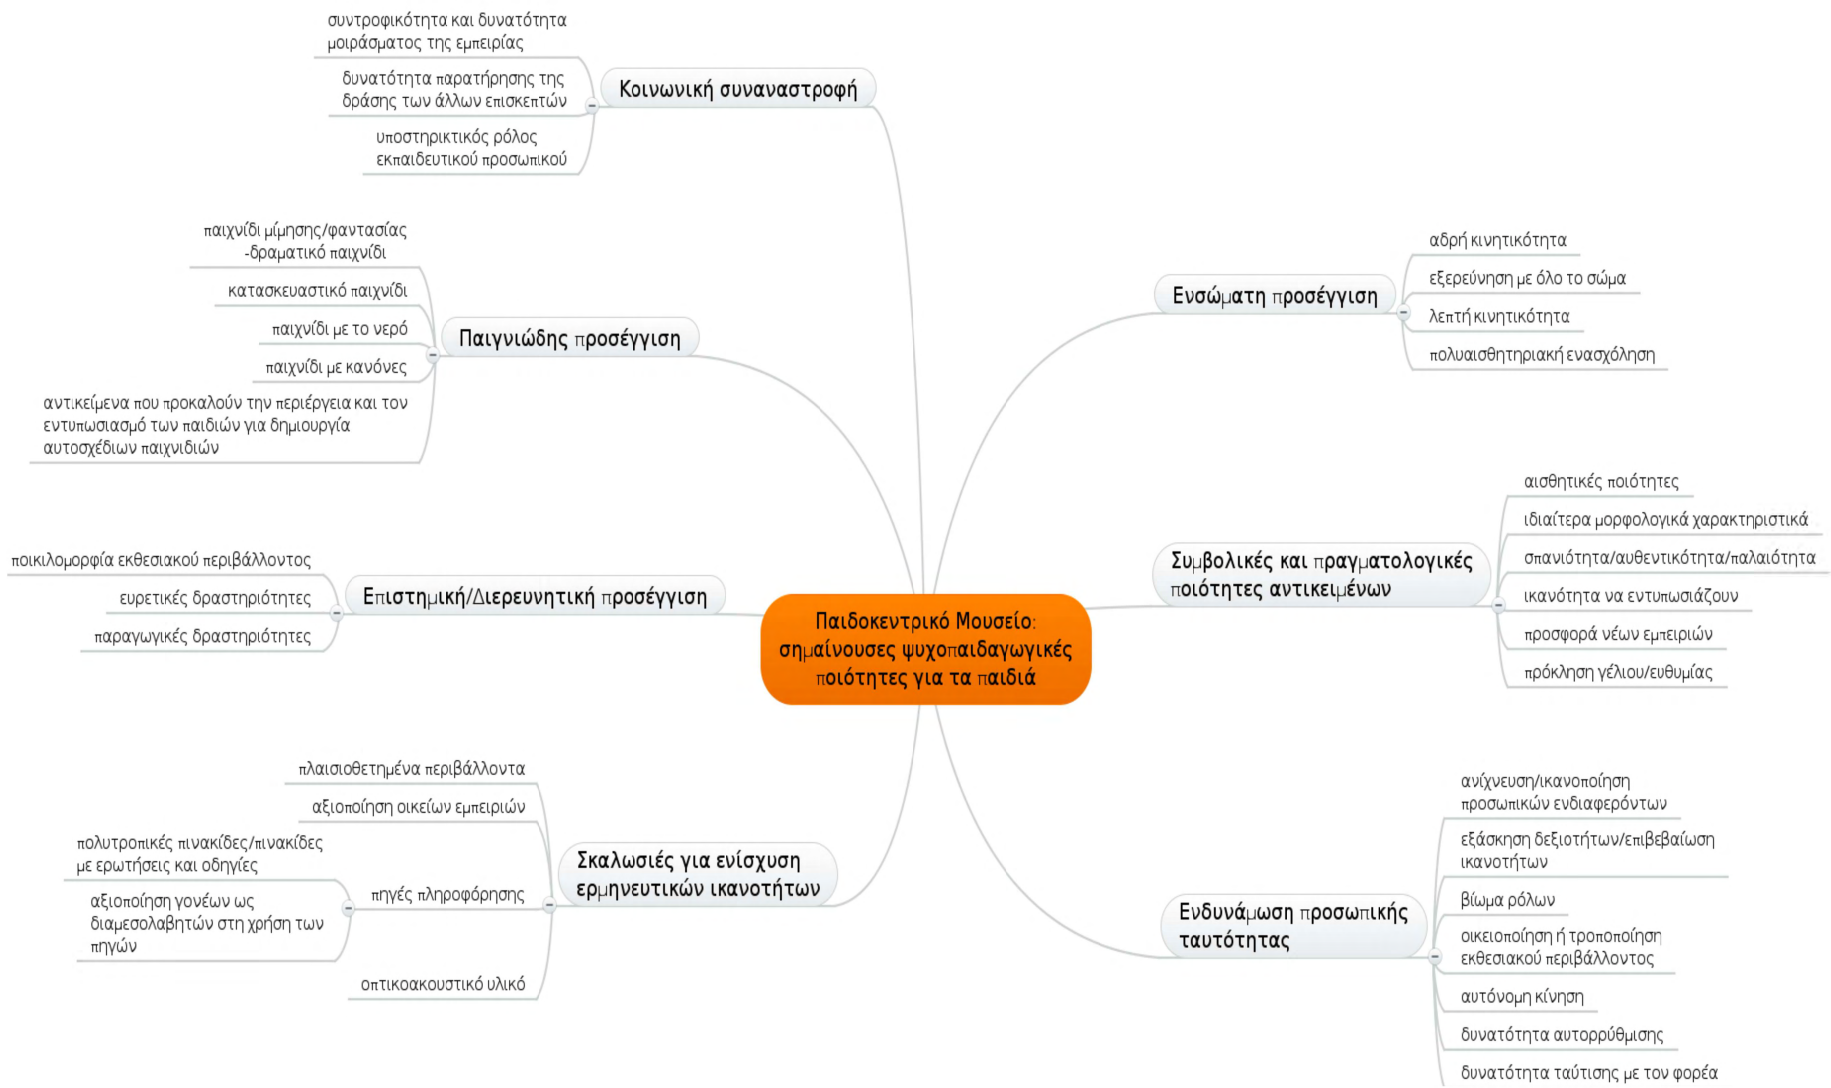 συντροφικότητα και δυνατότητα
μοιράσματος της εμπειρίας
δυνατότητα παρατήρησης της
δράσης των άλλων επισκεπτών
υποστηρικτικός ρόλος
εκπαιδευτικού προσωπικού
Κοινωνική συναναστροφή
παιχνίδι μίμησης/φαντασίας
-δραματικό παιχνίδι
κατασκευαστικό παιχνίδι
παιχνίδι με το νερό
παιχνίδι με κανόνες
αντικείμενα που προκαλούν την περιέργεια και τον
εντυπωσιασμό των παιδιών για δημιουργία
αυτοσχέδιων παιχνιδιών
Παιγνιώδης προσέγγιση
ποικιλομορφία εκθεσιακού περιβάλλοντος
ευρετικές δραστηριότητες
παραγωγικές δραστηριότητες
Επιστημική/Διερευνητική προσέγγιση
πλαισιοθετημένα περιβάλλοντα
αξιοποίηση οικείων εμπειριών
πολυτροπικές πινακίδες/πινακίδες
με ερωτήσεις και οδηγίες
αξιοποίηση γονέων ως
διαμεσολαβητών στη χρήση των
πηγών
πηγές πληροφόρησης
οπτικοακουστικό υλικό
Σκαλωσιές για ενίσχυση
ερμηνευτικών ικανοτήτων
Παιδοκεντρικό Μουσείο:
σημαίνουσες ψυχοπαιδαγωγικές
ποιότητες για τα παιδιά
Ενσώματη προσέγγιση
αδρή κινητικότητα
εξερεύνηση με όλο το σώμα
λεπτή κινητικότητα
πολυαισθητηριακή ενασχόληση
Συμβολικές και πραγματολογικές
ποιότητες αντικειμένων
αισθητικές ποιότητες
ιδιαίτερα μορφολογικά χαρακτηριστικά
σπανιότητα/αυθεντικότητα/παλαιότητα
ικανότητα να εντυπωσιάζουν
προσφορά νέων εμπειριών
πρόκληση γέλιου/ευθυμίας
Ενδυνάμωση προσωπικής
ταυτότητας
ανίχνευση/ικανοποίηση
προσωπικών ενδιαφερόντων
εξάσκηση δεξιοτήτων/επιβεβαίωση
ικανοτήτων
βίωμα ρόλων
οικειοποίηση ή τροποποίηση
εκθεσιακού περιβάλλοντος
αυτόνομη κίνηση
δυνατότητα αυτορρύθμισης
δυνατότητα ταύτισης με τον φορέα